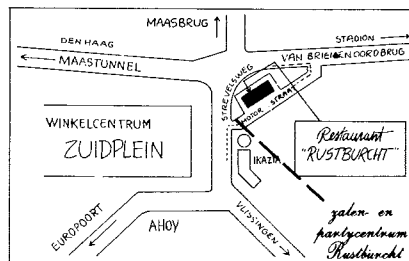 MAASBRUG
DEN HAAG
MAASTUNNEL
STADION
VAN BRIENENOORDBRUG
STREVELSWEG
MOTOR STRAAT
WINKELCENTRUM
ZUIDPLEIN
Restaurant
"RUSTBURCHT"
IKAZIA
EUROPOORT
AHOY
VLISSINGEN
zalen- en
partycentrum
Rustburcht